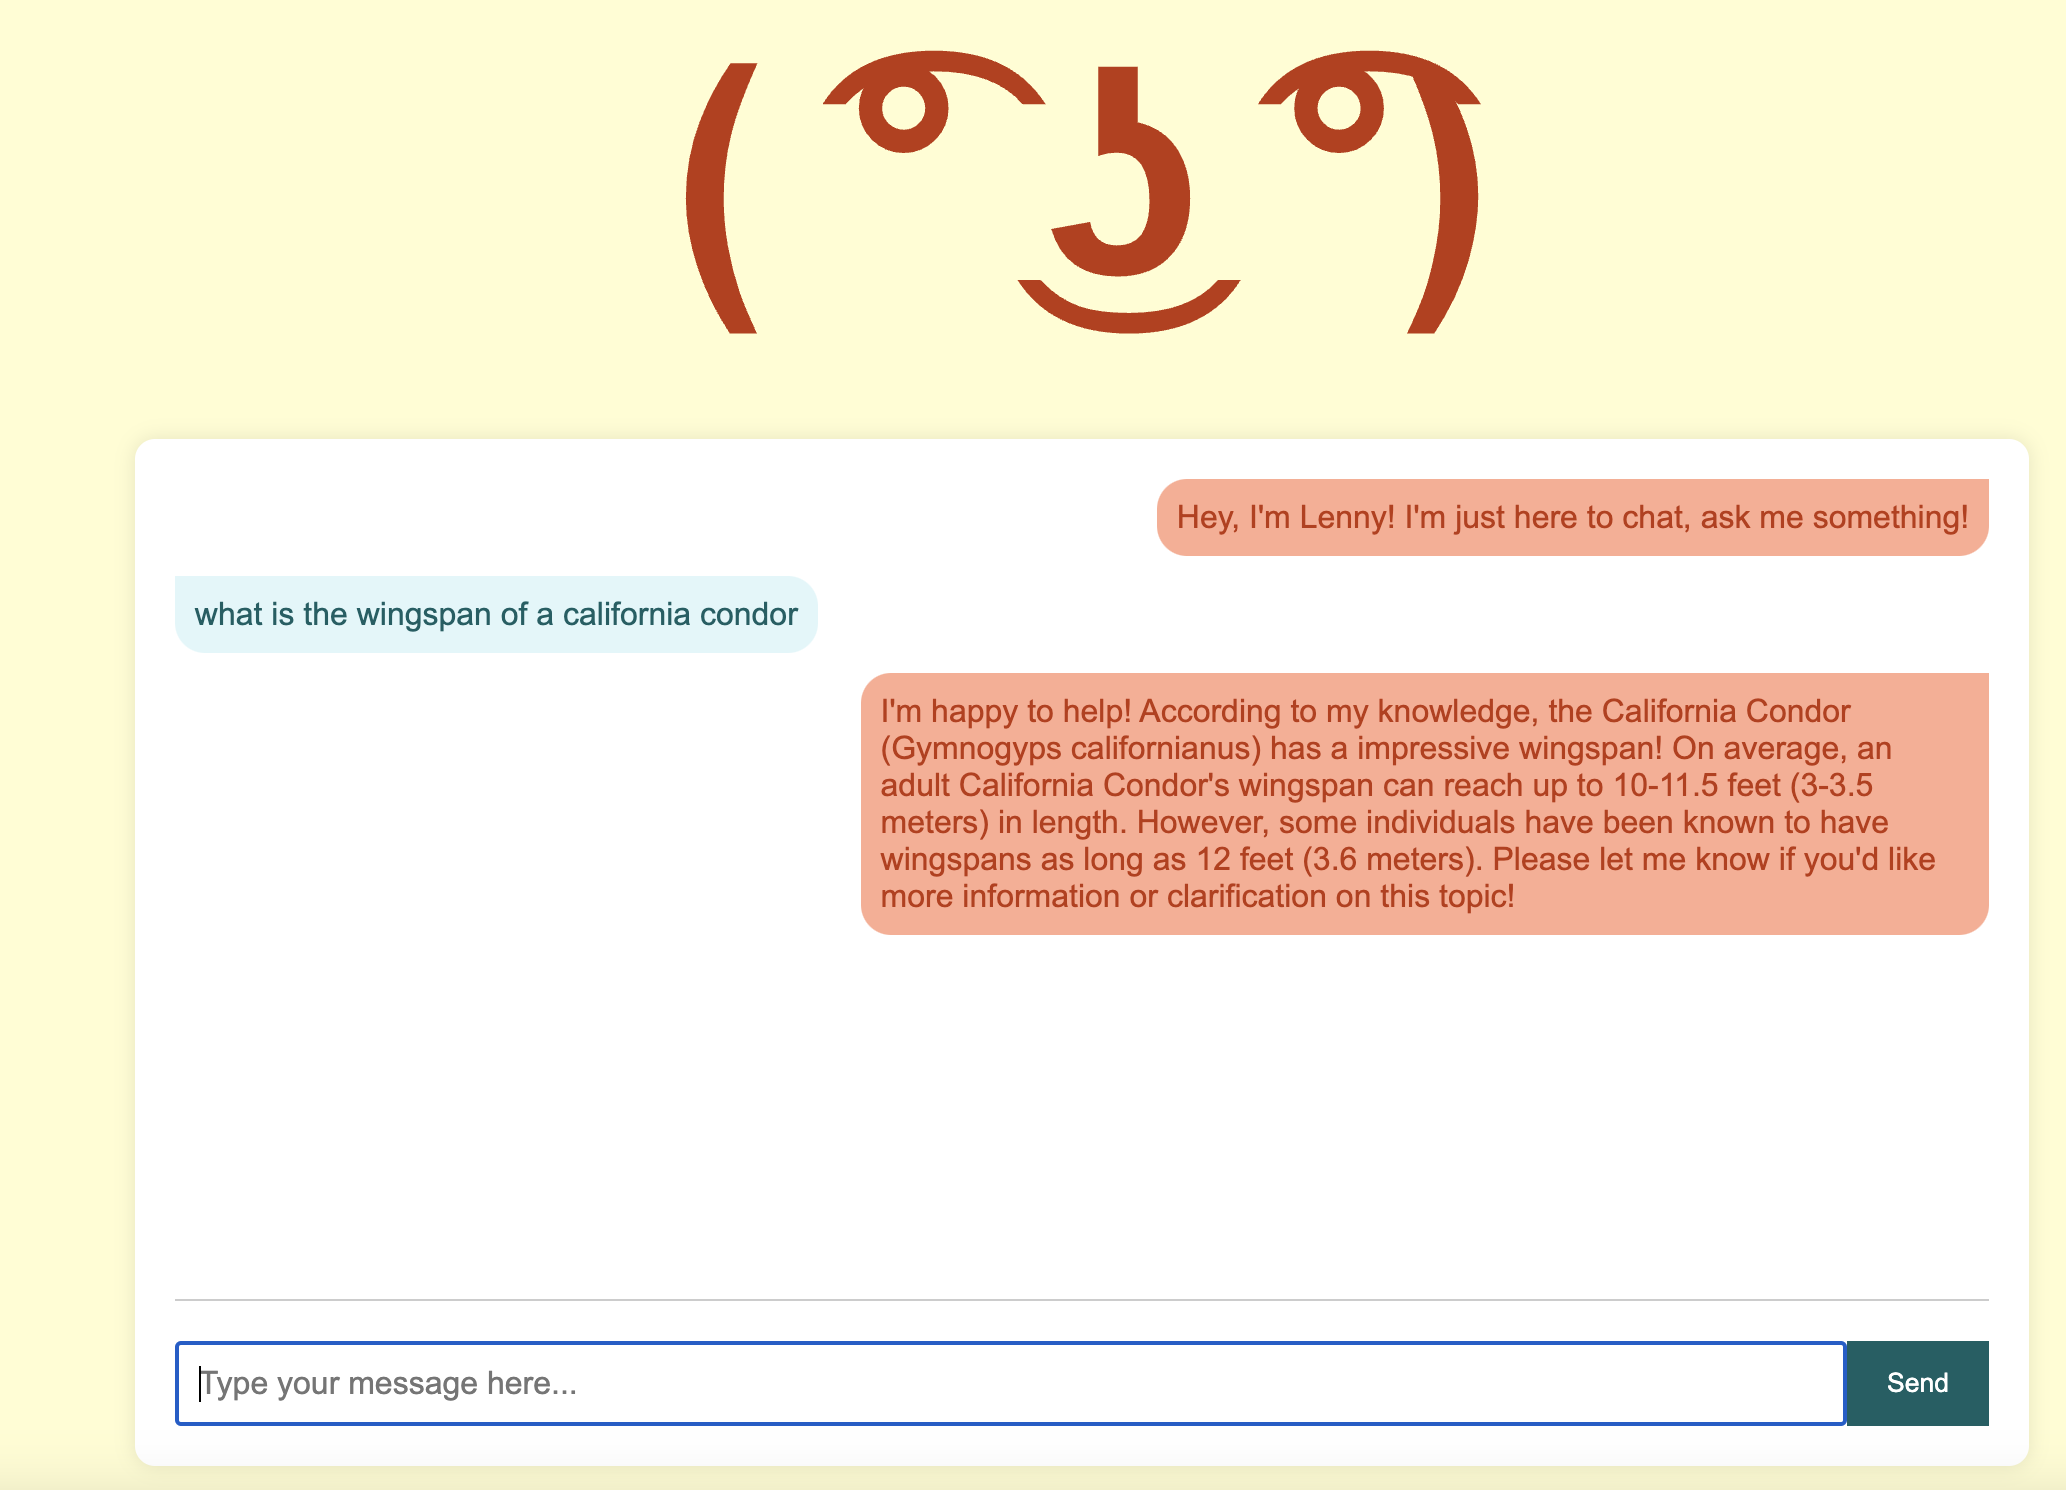 ( ͡° ͜ʖ ͡°)
Hey, I'm Lenny! I'm just here to chat, ask me something!
what is the wingspan of a california condor
I'm happy to help! According to my knowledge, the California Condor
(Gymnogyps californianus) has a impressive wingspan! On average, an
adult California Condor's wingspan can reach up to 10-11.5 feet (3-3.5
meters) in length. However, some individuals have been known to have
wingspans as long as 12 feet (3.6 meters). Please let me know if you'd like
more information or clarification on this topic!
Type your message here...
Send